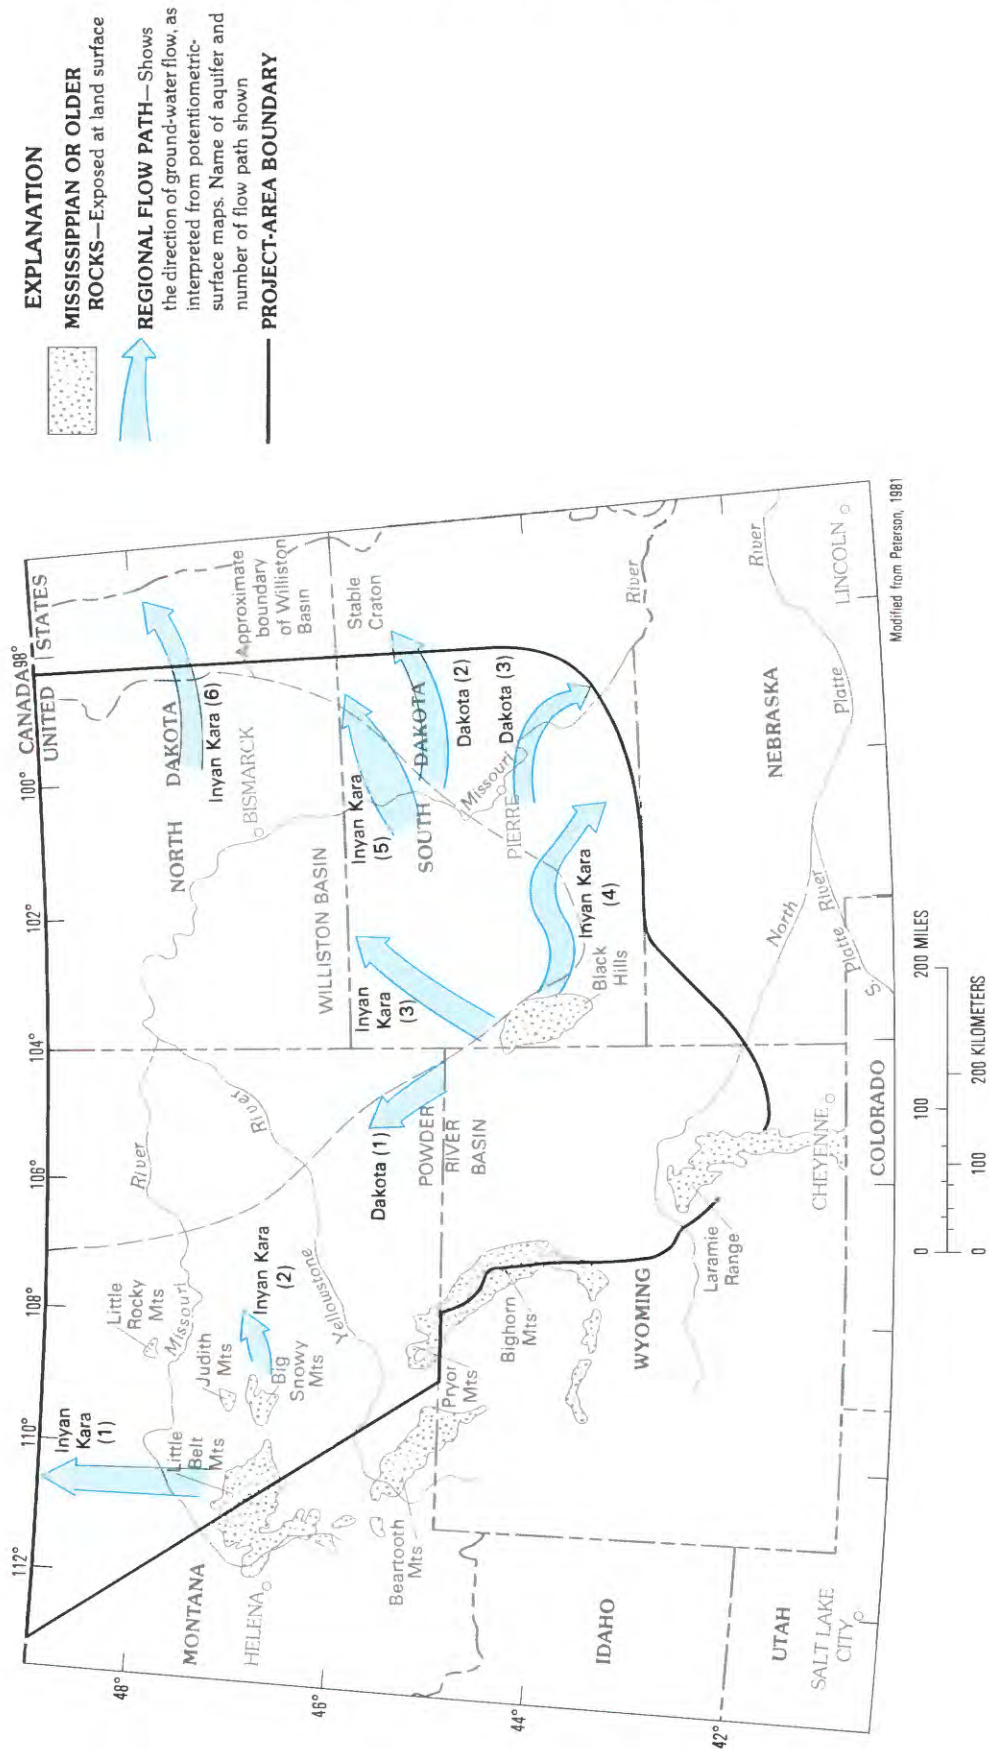 EXPLANATION
MISSISSIPPIAN OR OLDER
ROCKS—Exposed at land surface
REGIONAL FLOW PATH—Shows
the direction of ground-water flow, as
interpreted from potentiometric-
surface maps. Name of aquifer and
number of flow path shown
PROJECT-AREA BOUNDARY
112°
110°
108°
106°
104°
102°
100°
98°
CANADA
UNITED STATES
48°
46°
44°
42°
Inyan
Kara
(1)
Little
Rocky
Mts
Missouri
River
Judith
Mts
Little
Belt
Mts
Big
Snowy
Mts
Inyan Kara
(2)
MONTANA
HELENA
Yellowstone
River
Beartooth
Mts
Pryor Mts
Bighorn
Mts
Dakota (1)
POWDER
RIVER
BASIN
WILLISTON BASIN
NORTH DAKOTA
BISMARCK
Inyan Kara (6)
Approximate
boundary
of Williston
Basin
Stable
Craton
Inyan
Kara
(3)
Inyan Kara
(5)
SOUTH DAKOTA
Dakota (2)
Dakota (3)
Missouri
PIERRE
River
Inyan Kara
(4)
Black
Hills
IDAHO
WYOMING
Laramie
Range
CHEYENNE
UTAH
SALT LAKE
CITY
COLORADO
NEBRASKA
North
Platte
River
S. Platte River
LINCOLN
0 100 200 MILES
0 100 200 KILOMETERS
Modified from Peterson, 1981